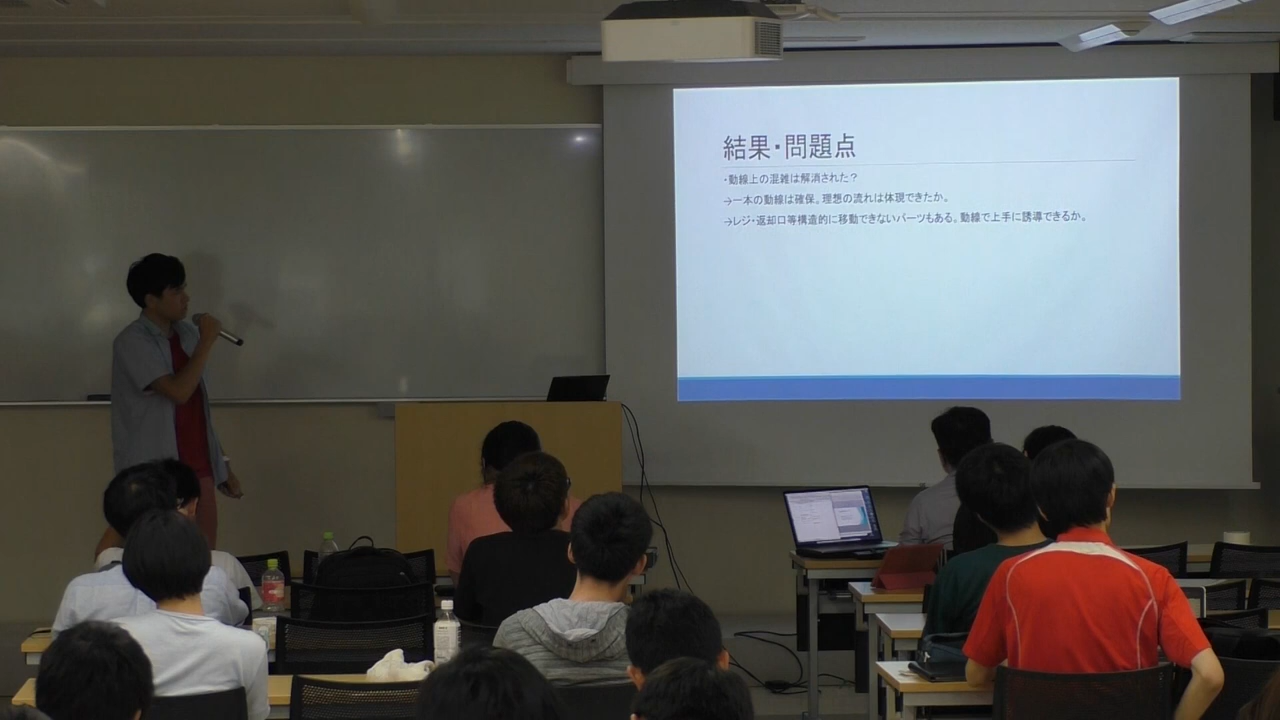 結果・問題点
・動線上の混雑は解消された？
→一本の動線は確保。理想の流れは体現できたか。
→レジ・返却口等構造的に移動できないパーツもある。動線で上手に誘導できるか。